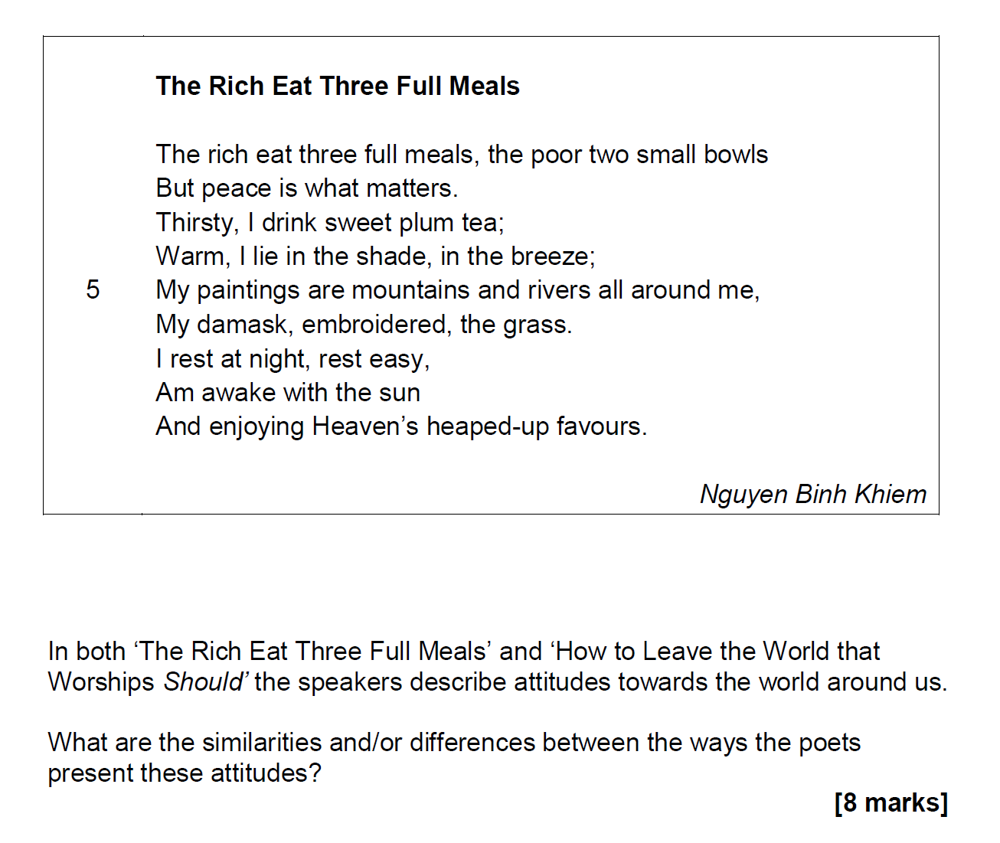 The Rich Eat Three Full Meals
The rich eat three full meals, the poor two small bowls
But peace is what matters.
Thirsty, I drink sweet plum tea;
Warm, I lie in the shade, in the breeze;
5 My paintings are mountains and rivers all around me,
My damask, embroidered, the grass.
I rest at night, rest easy,
Am awake with the sun
And enjoying Heaven’s heaped-up favours.
Nguyen Binh Khiem
In both ‘The Rich Eat Three Full Meals’ and ‘How to Leave the World that
Worships Should’ the speakers describe attitudes towards the world around us.
What are the similarities and/or differences between the ways the poets
present these attitudes?
[8 marks]